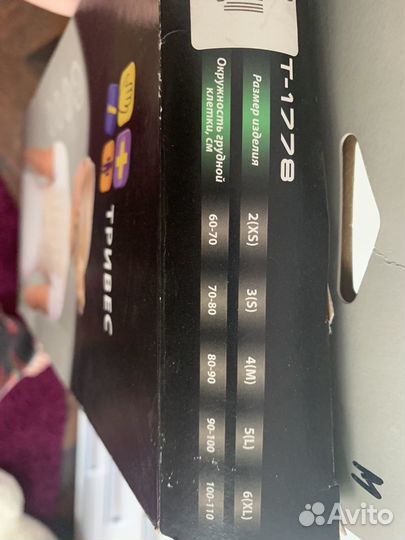 Т-1778
Размер изделия 2(XS) 3(S) 4(M) 5(L) 6(XL)
Окружность грудной
клетки, см 60-70 70-80 80-90 90-100 100-110
ТРИВЕС
M
Avito